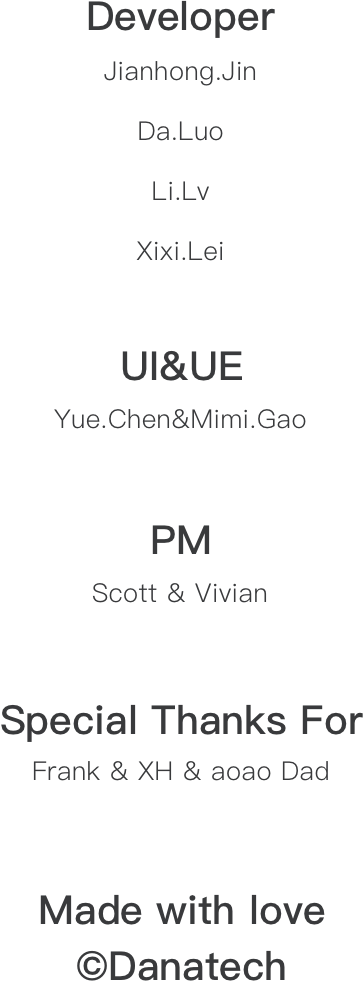 Developer
Jianhong.Jin
Da.Luo
Li.Lv
Xixi.Lei
UI&UE
Yue.Chen&Mimi.Gao
PM
Scott & Vivian
Special Thanks For
Frank & XH & aoao Dad
Made with love
©Danatech